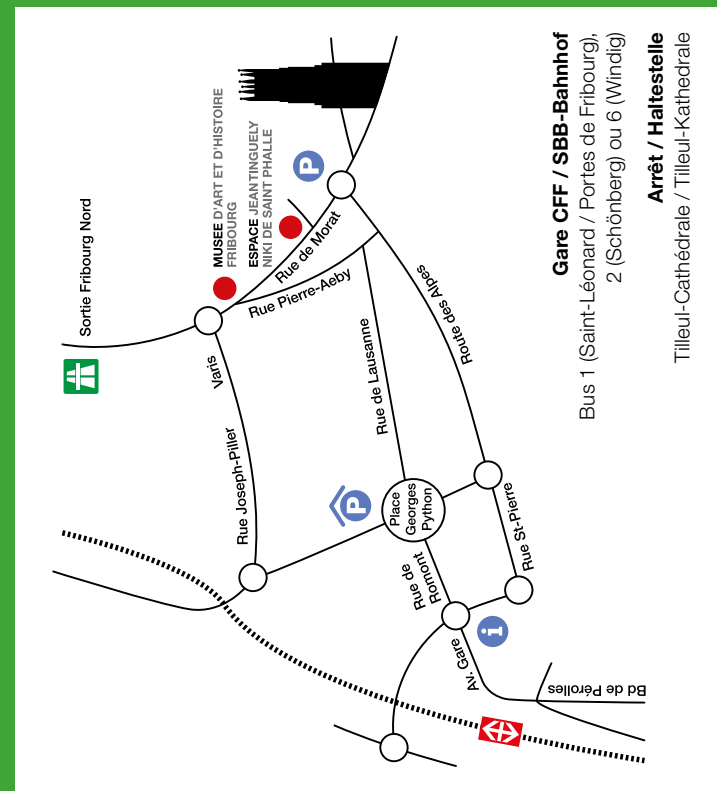 Sortie Fribourg Nord
MUSEE D'ART ET D'HISTOIRE
FRIBOURG
ESPACE JEAN TINGUELY
NIKI DE SAINT PHALLE
P
Rue de Morat
Rue Pierre-Aeby
Varis
Rue de Lausanne
Route des Alpes
Rue Joseph-Piller
P
Place
Georges
Python
Rue St-Pierre
Rue de
Romont
i
Av. Gare
Bd de Pérolles
Gare CFF / SBB-Bahnhof
Bus 1 (Saint-Léonard / Portes de Fribourg),
2 (Schönberg) ou 6 (Windig)
Arrêt / Haltestelle
Tilleul-Cathédrale / Tilleul-Kathedrale